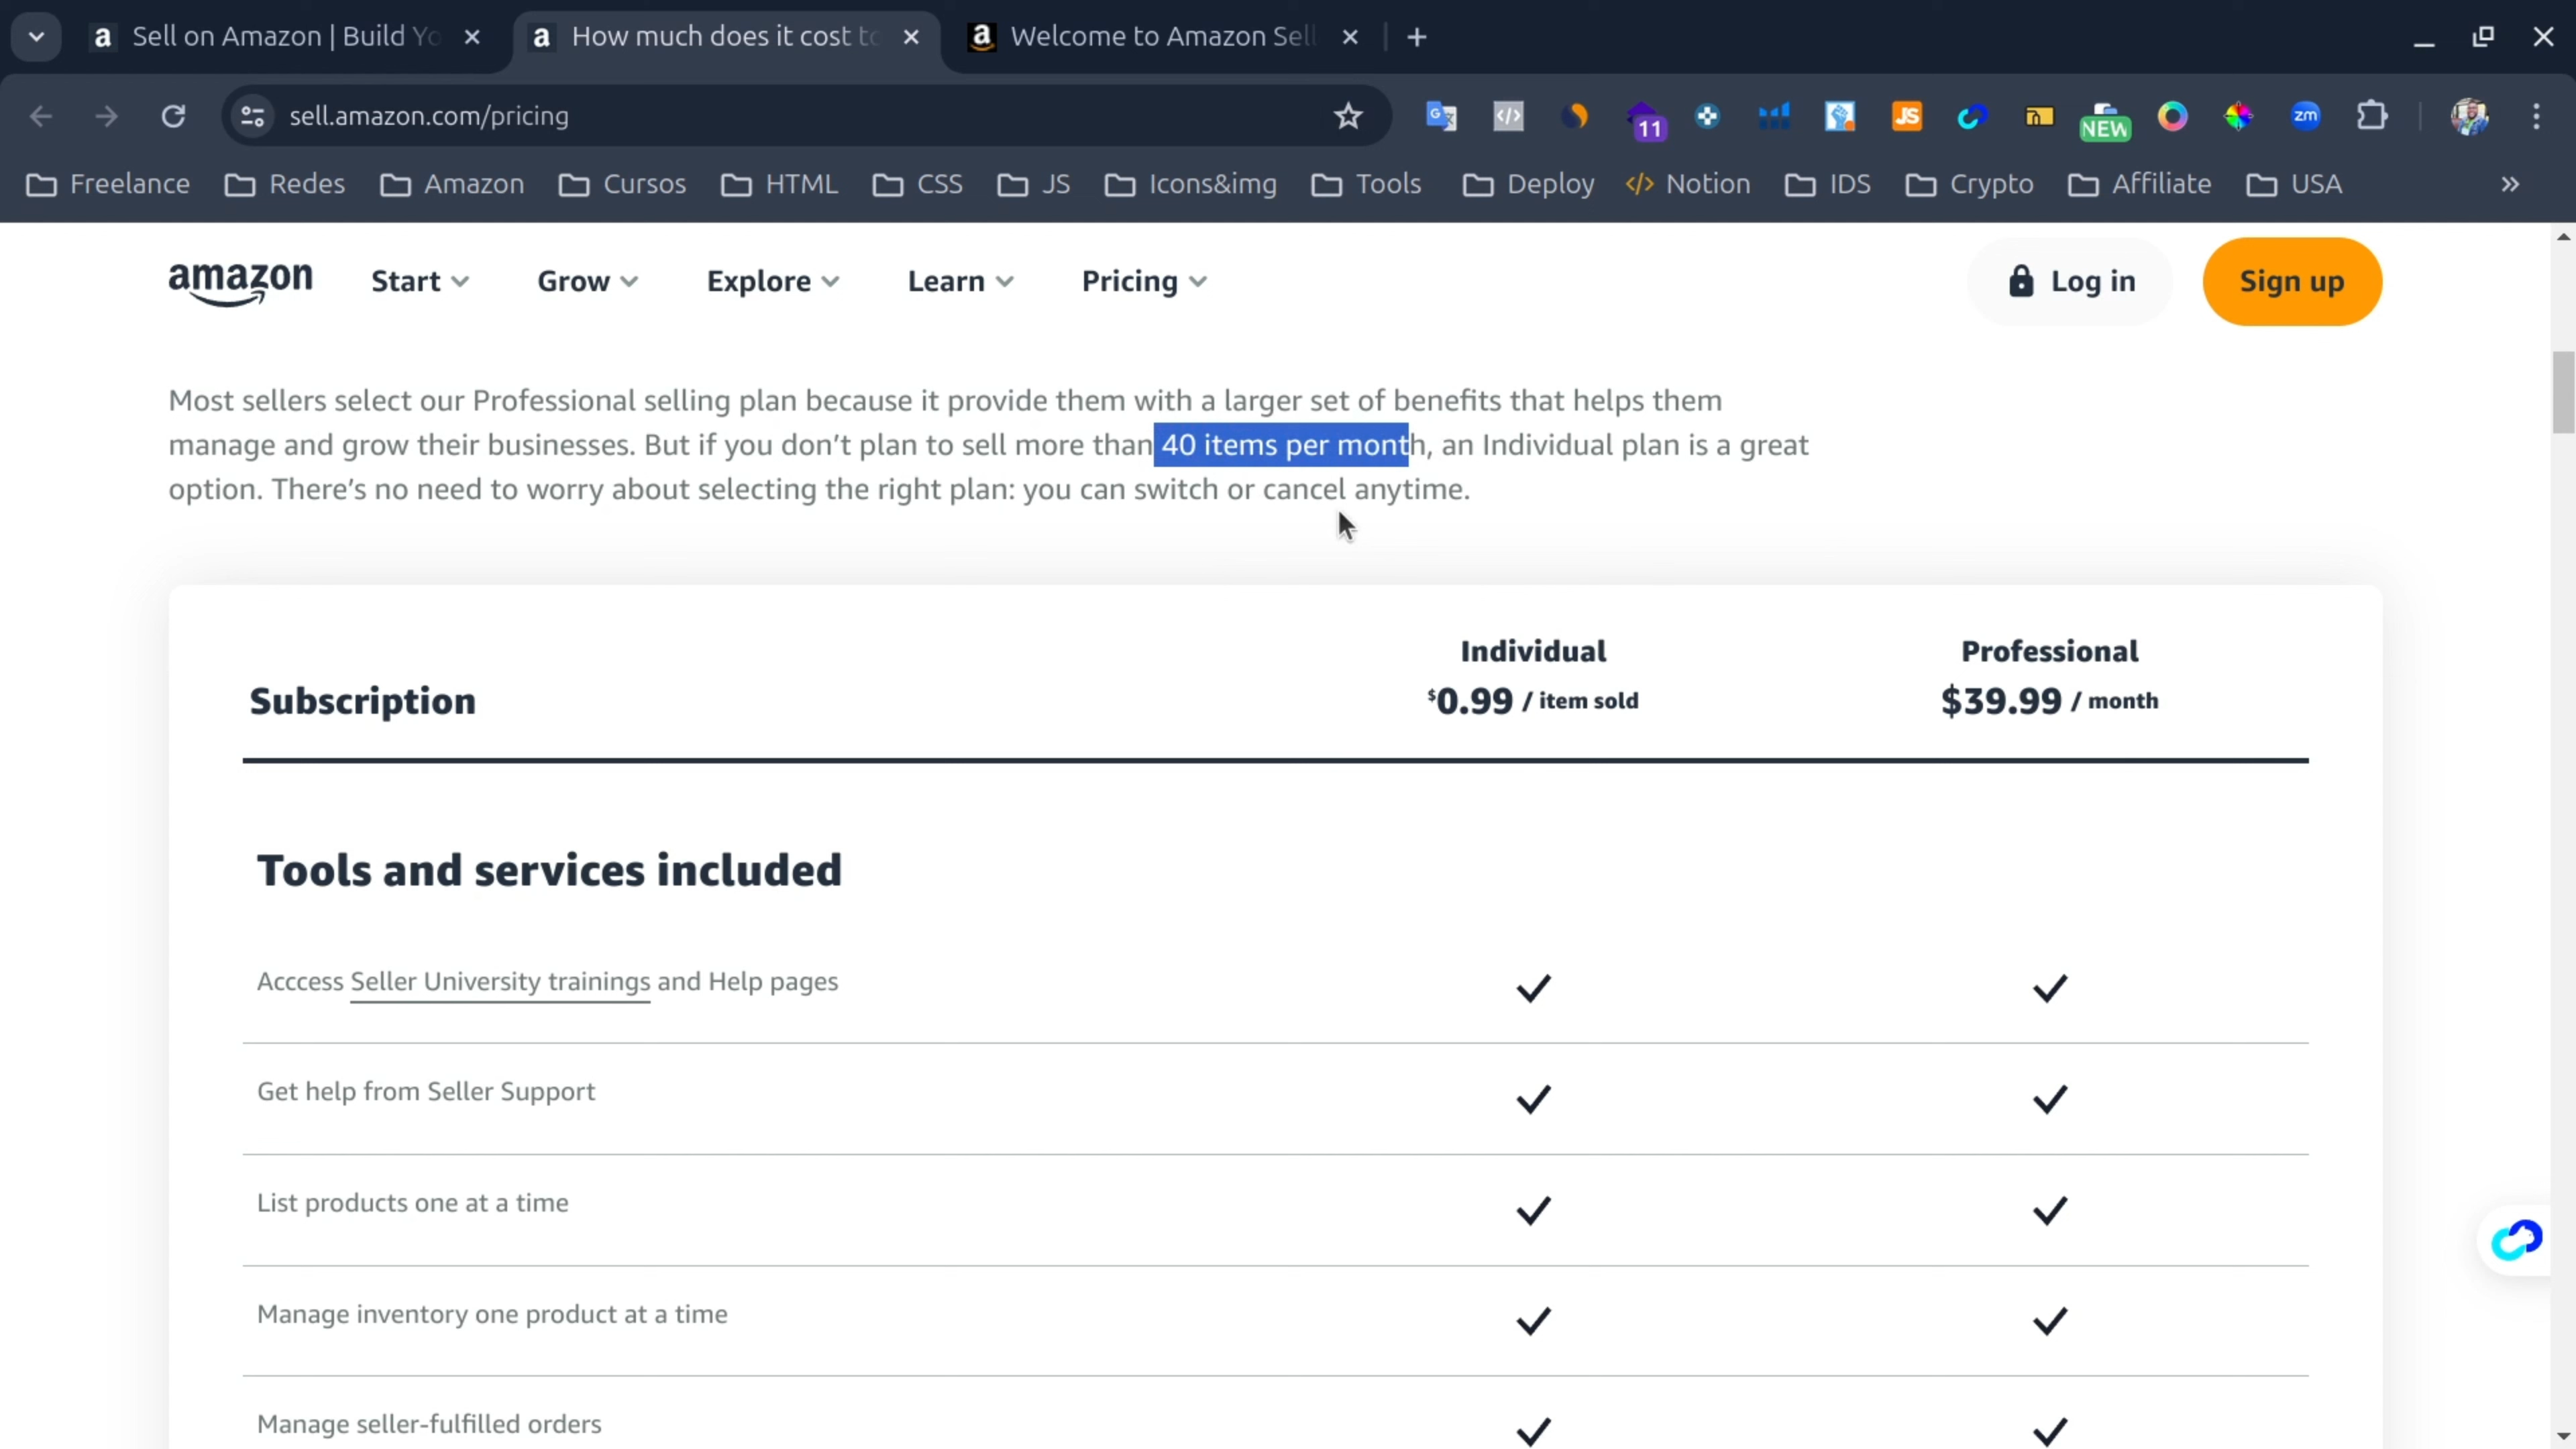 Sell on Amazon | Build Yo
How much does it cost to
Welcome to Amazon Sell
sell.amazon.com/pricing
11
JS
NEW
zm
Freelance
Redes
Amazon
Cursos
HTML
CSS
JS
Icons&img
Tools
Deploy
Notion
IDS
Crypto
Affiliate
USA
amazon
Start
Grow
Explore
Learn
Pricing
Log in
Sign up
Most sellers select our Professional selling plan because it provide them with a larger set of benefits that helps them
manage and grow their businesses. But if you don't plan to sell more than 40 items per month, an Individual plan is a great
option. There's no need to worry about selecting the right plan: you can switch or cancel anytime.
Subscription
Individual
$0.99 / item sold
Professional
$39.99 / month
Tools and services included
Acccess Seller University trainings and Help pages
Get help from Seller Support
List products one at a time
Manage inventory one product at a time
Manage seller-fulfilled orders